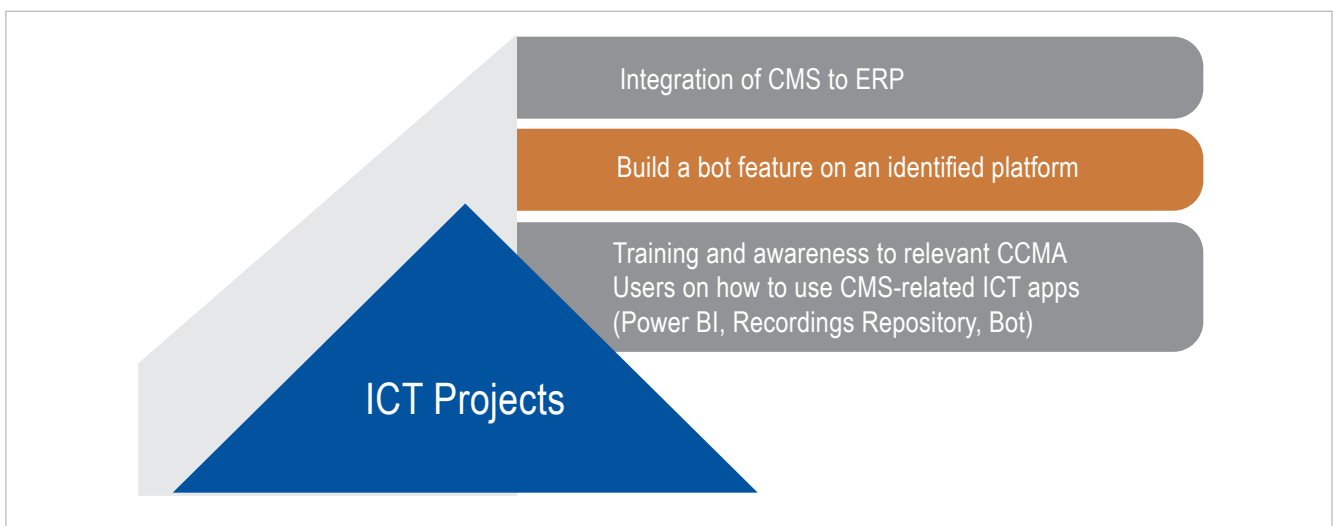 Integration of CMS to ERP
Build a bot feature on an identified platform
Training and awareness to relevant CCMA
Users on how to use CMS-related ICT apps
(Power BI, Recordings Repository, Bot)
ICT Projects